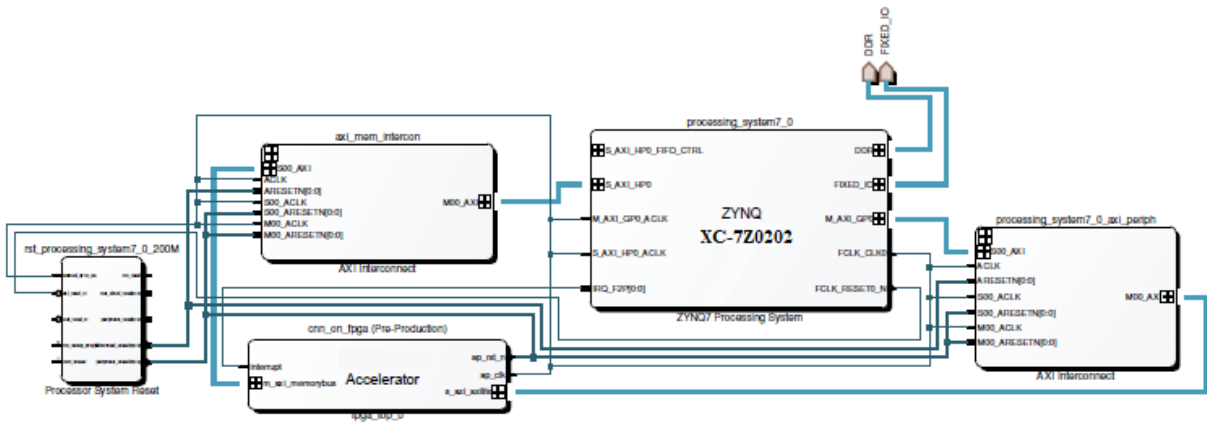 DDR
FIXED_IO
axi_mem_intercon
S00_AXI
ACLK
ARESETN[0:0]
S00_ACLK
S00_ARESETN[0:0]
M00_ACLK
M00_ARESETN[0:0]
M00_AXI
AXI Interconnect
processing_system7_0
S_AXI_HP0_FIFO_CTRL
S_AXI_HP0
M_AXI_GP0_ACLK
S_AXI_HP0_ACLK
IRQ_F2P[0:0]
ZYNQ
XC-7Z0202
DDR
FIXED_IO
M_AXI_GP0
FCLK_CLK0
FCLK_RESET0_N
ZYNQ7 Processing System
processing_system7_0_axi_periph
S00_AXI
ACLK
ARESETN[0:0]
S00_ACLK
S00_ARESETN[0:0]
M00_ACLK
M00_ARESETN[0:0]
M00_AXI
AXI Interconnect
rst_processing_system7_0_200M
Processor System Reset
cnn_on_fpga (Pre-Production)
interrupt
m_axi_memorybus
Accelerator
ap_rst_n
ap_clk
s_axi_axilite
fpga_top_0